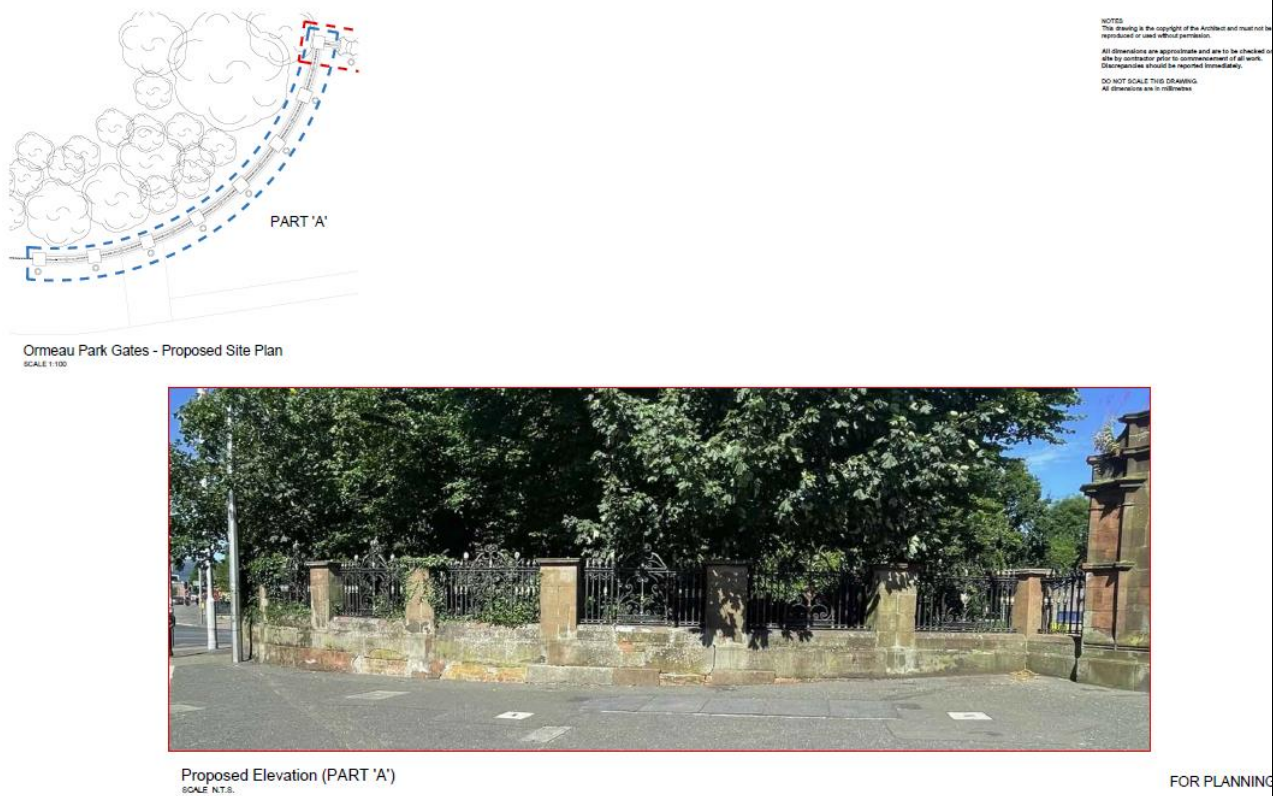 NOTES
This drawing is the copyright of the Architect and must not be
reproduced or used without permission.
All dimensions are approximate and are to be checked on
site by contractor prior to commencement of all work.
Discrepancies should be reported immediately.
DO NOT SCALE THIS DRAWING.
All dimensions are in millimetres
PART 'A'
Ormeau Park Gates - Proposed Site Plan
SCALE 1:100
Proposed Elevation (PART 'A')
SCALE N.T.S.
FOR PLANNING